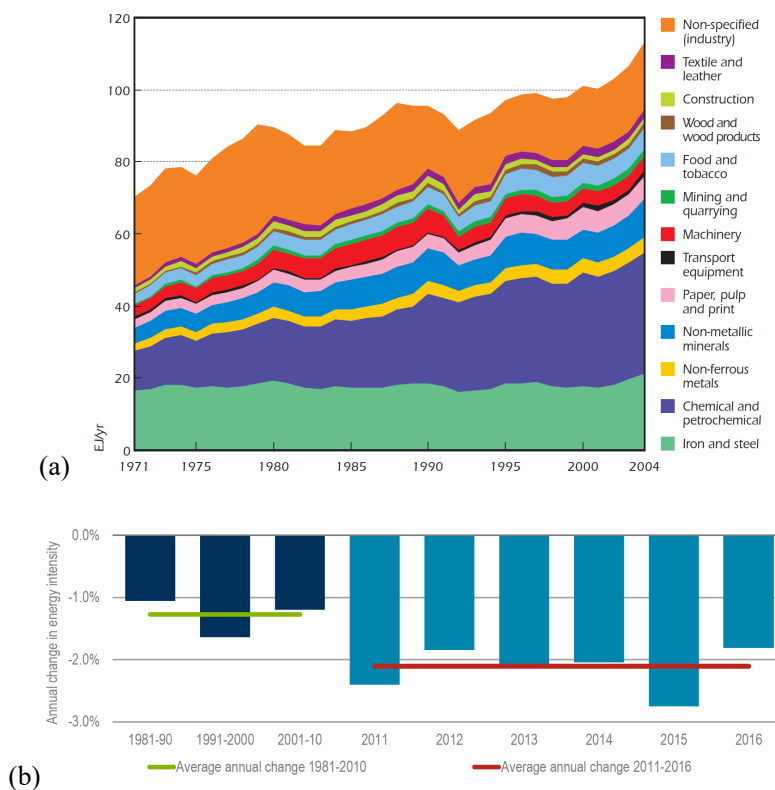 120
100
80
60
40
20
0
EJ/yr
1971
1975
1980
1985
1990
1995
2000
2004
Non-specified
(industry)
Textile and
leather
Construction
Wood and
wood products
Food and
tobacco
Mining and
quarrying
Machinery
Transport
equipment
Paper, pulp
and print
Non-metallic
minerals
Non-ferrous
metals
Chemical and
petrochemical
Iron and steel
(a)
Annual change in energy intensity
0.0%
-1.0%
-2.0%
-3.0%
1981-90
1991-2000
2001-10
2011
2012
2013
2014
2015
2016
Average annual change 1981-2010
Average annual change 2011-2016
(b)